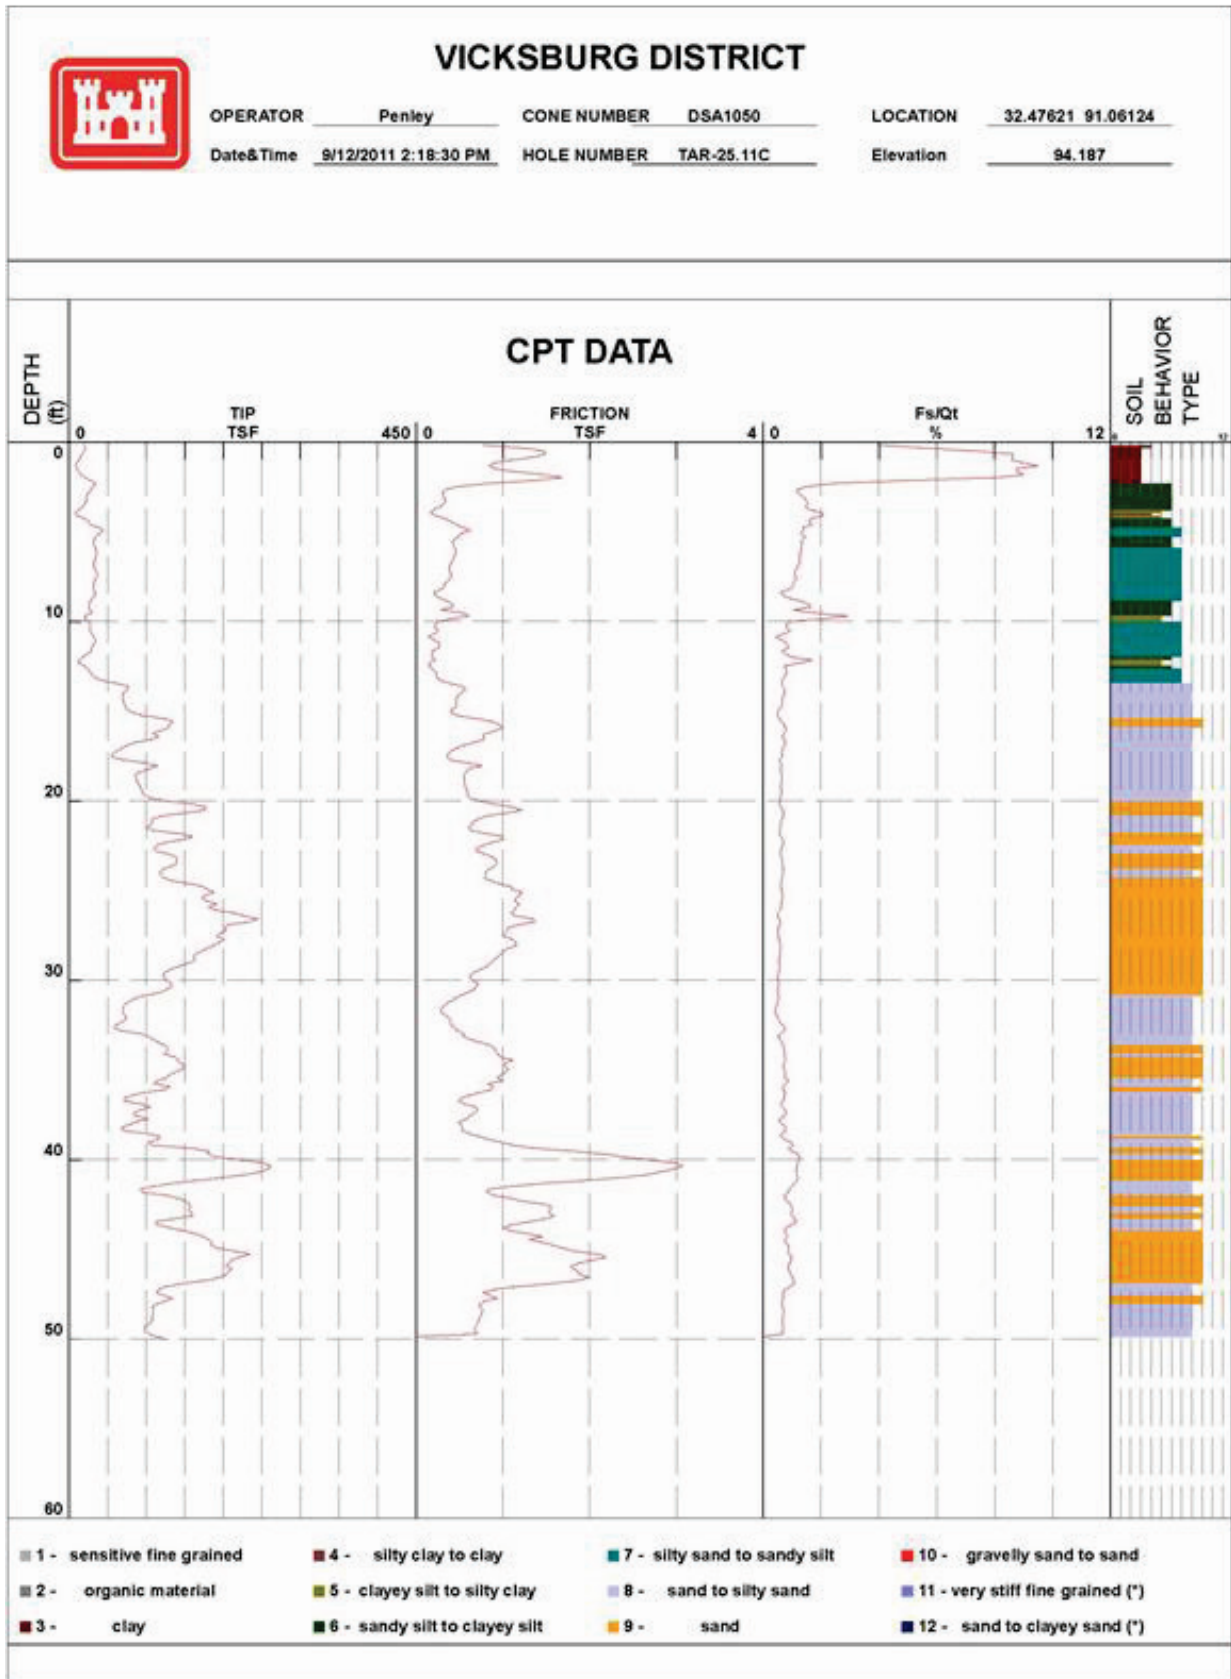 VICKSBURG DISTRICT
OPERATOR Penley CONE NUMBER DSA1050 LOCATION 32.47621 91.06124
Date&Time 9/12/2011 2:18:30 PM HOLE NUMBER TAR-25.11C Elevation 94.187
CPT DATA
DEPTH
(ft)
TIP
0 TSF 450
FRICTION
0 TSF 4
Fs/Qt
0 % 12
SOIL
BEHAVIOR
TYPE
0 12
0
10
20
30
40
50
60
1 - sensitive fine grained
2 - organic material
3 - clay
4 - silty clay to clay
5 - clayey silt to silty clay
6 - sandy silt to clayey silt
7 - silty sand to sandy silt
8 - sand to silty sand
9 - sand
10 - gravelly sand to sand
11 - very stiff fine grained (*)
12 - sand to clayey sand (*)